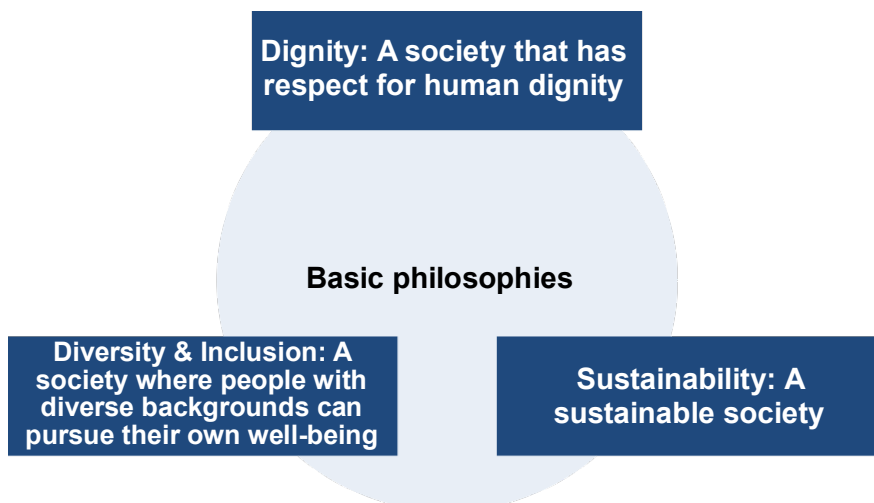 Dignity: A society that has
respect for human dignity
Basic philosophies
Diversity & Inclusion: A
society where people with
diverse backgrounds can
pursue their own well-being
Sustainability: A
sustainable society